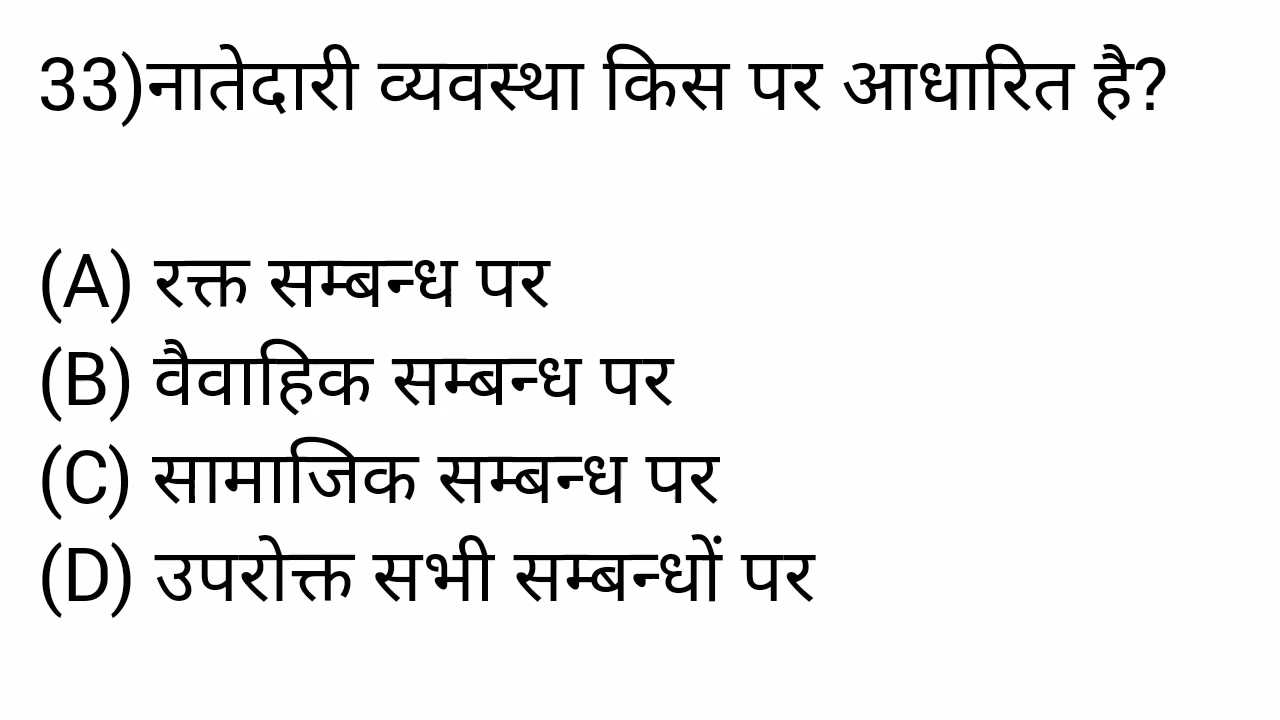 33)नातेदारी व्यवस्था किस पर आधारित है?
(A) रक्त सम्बन्ध पर
(B) वैवाहिक सम्बन्ध पर
(C) सामाजिक सम्बन्ध पर
(D) उपरोक्त सभी सम्बन्धों पर